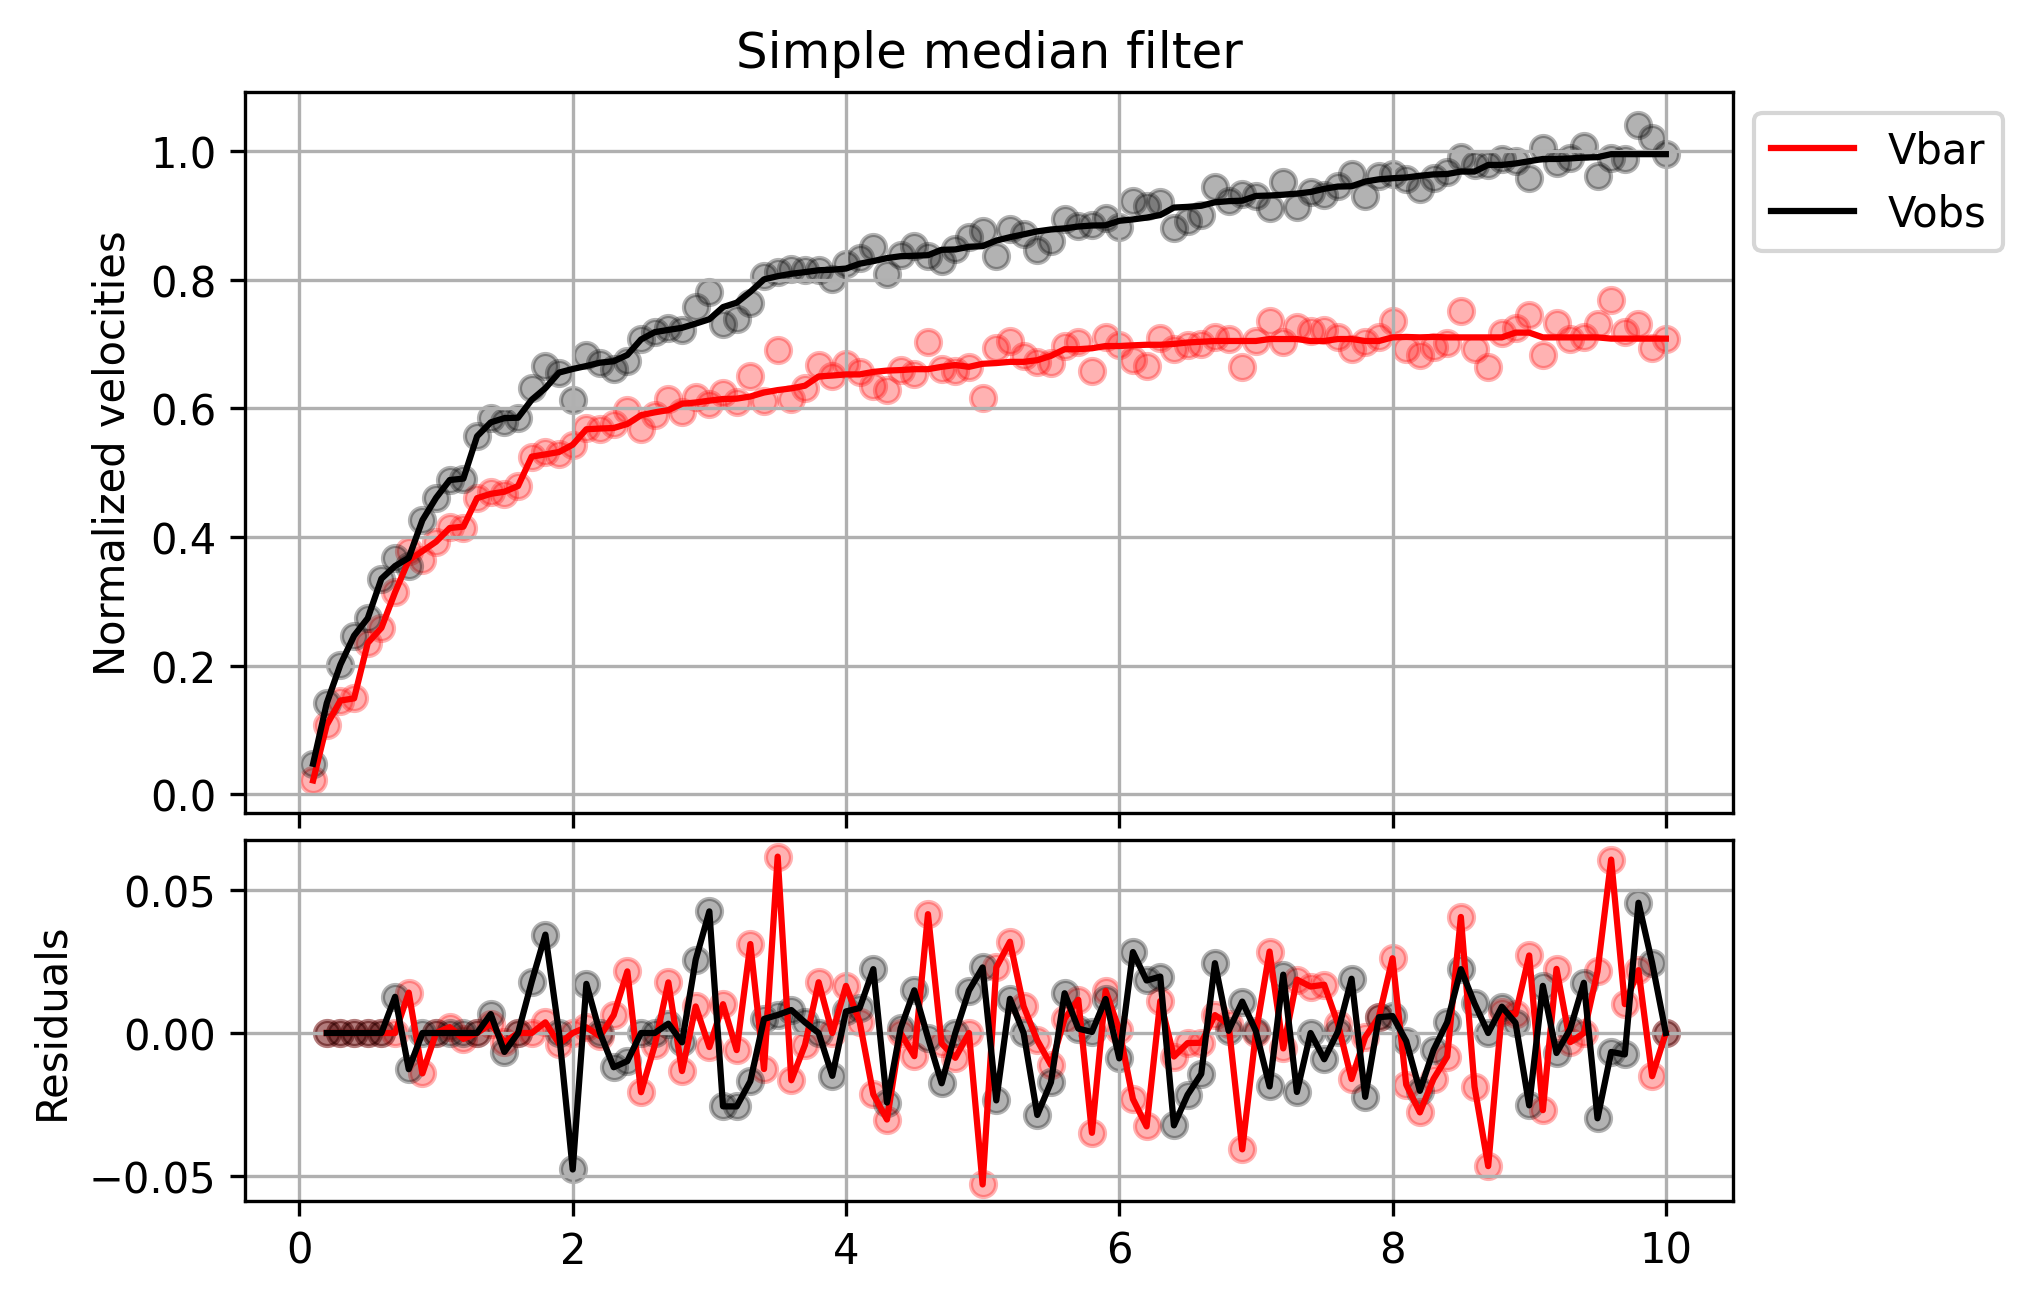 Simple median filter
Normalized velocities
1.0
0.8
0.6
0.4
0.2
0.0
Vbar
Vobs
Residuals
0.05
0.00
−0.05
0 2 4 6 8 10